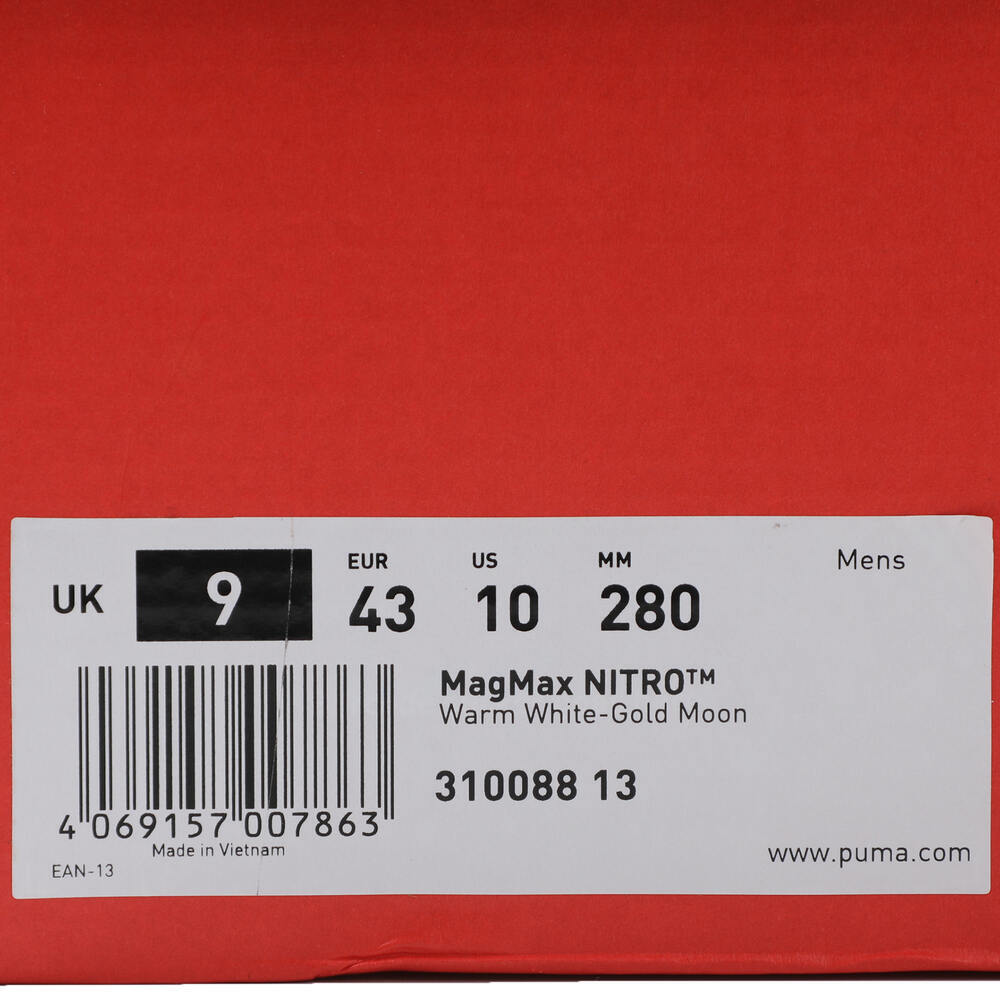 UK 9
EUR 43
US 10
MM 280
Mens
MagMax NITRO™
Warm White-Gold Moon
310088 13
4 069157 007863
Made in Vietnam
EAN-13
www.puma.com